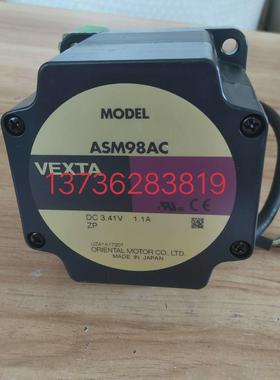 MODEL
ASM98AC
VEXTA
13736283819
DC 3.41V 1.1A
ZP
ORIENTAL MOTOR CO., LTD.
MADE IN JAPAN